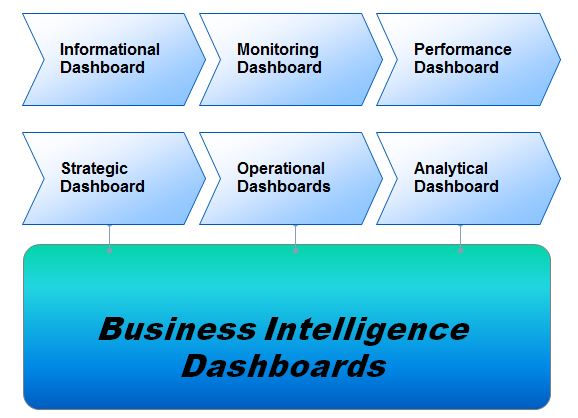 Informational
Dashboard
Monitoring
Dashboard
Performance
Dashboard
Strategic
Dashboard
Operational
Dashboards
Analytical
Dashboard
Business Intelligence
Dashboards